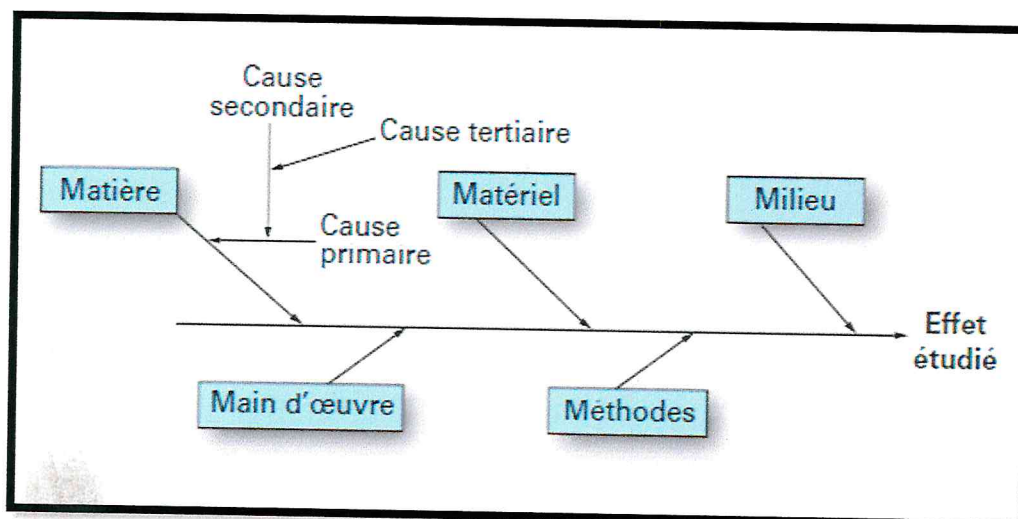 Cause
secondaire
Cause tertiaire
Matière
Matériel
Milieu
Cause
primaire
Effet
étudié
Main d'œuvre
Méthodes